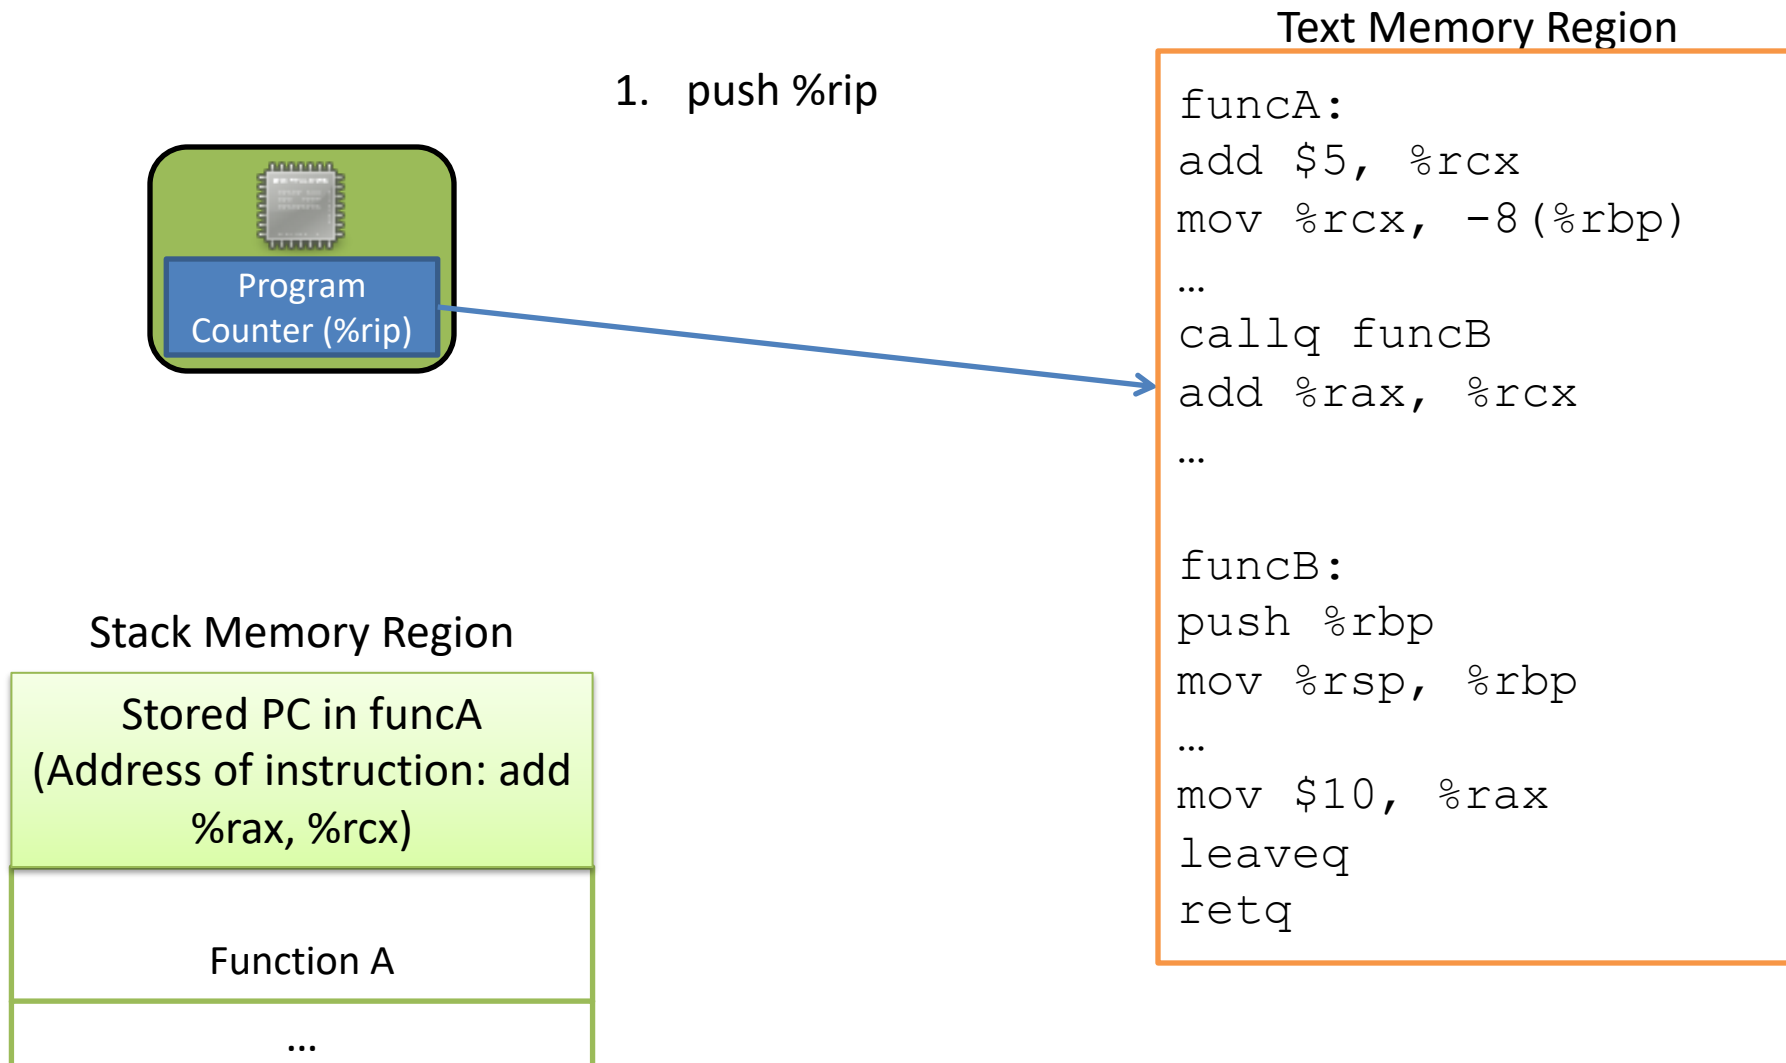 Text Memory Region
1. push %rip
Program
Counter (%rip)
funcA:
add $5, %rcx
mov %rcx, -8(%rbp)
…
callq funcB
add %rax, %rcx
…
funcB:
push %rbp
mov %rsp, %rbp
…
mov $10, %rax
leaveq
retq
Stack Memory Region
Stored PC in funcA
(Address of instruction: add
%rax, %rcx)
Function A
…